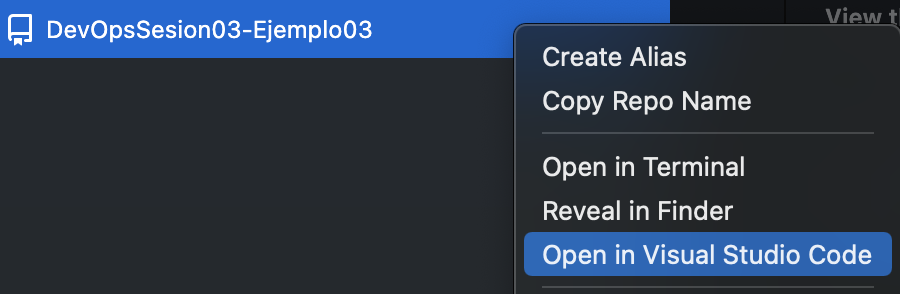 DevOpsSesion03-Ejemplo03
View th
Create Alias
Copy Repo Name
Open in Terminal
Reveal in Finder
Open in Visual Studio Code